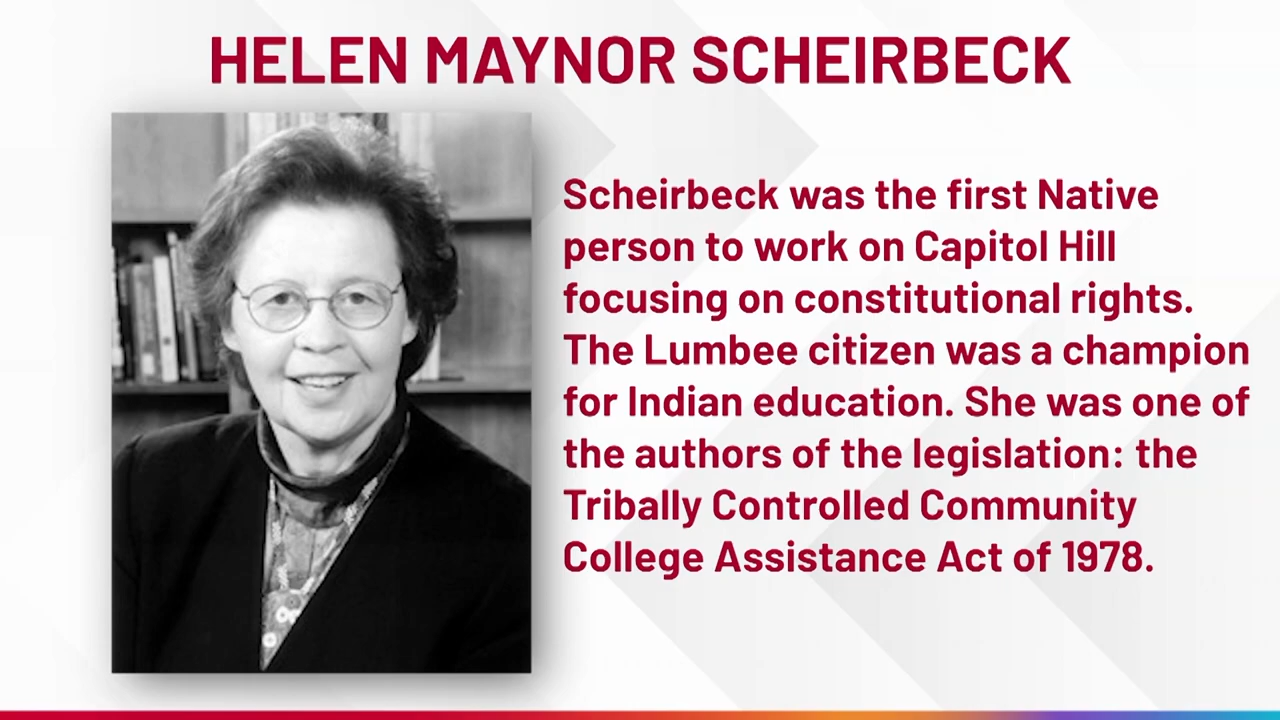 HELEN MAYNOR SCHEIRBECK
Scheirbeck was the first Native
person to work on Capitol Hill
focusing on constitutional rights.
The Lumbee citizen was a champion
for Indian education. She was one of
the authors of the legislation: the
Tribally Controlled Community
College Assistance Act of 1978.